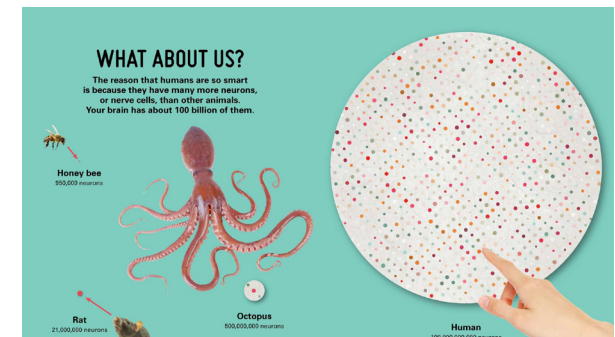 WHAT ABOUT US?
The reason that humans are so smart
is because they have many more neurons,
or nerve cells, than other animals.
Your brain has about 100 billion of them.
Honey bee
950,000 neurons
Rat
21,000,000 neurons
Octopus
500,000,000 neurons
Human